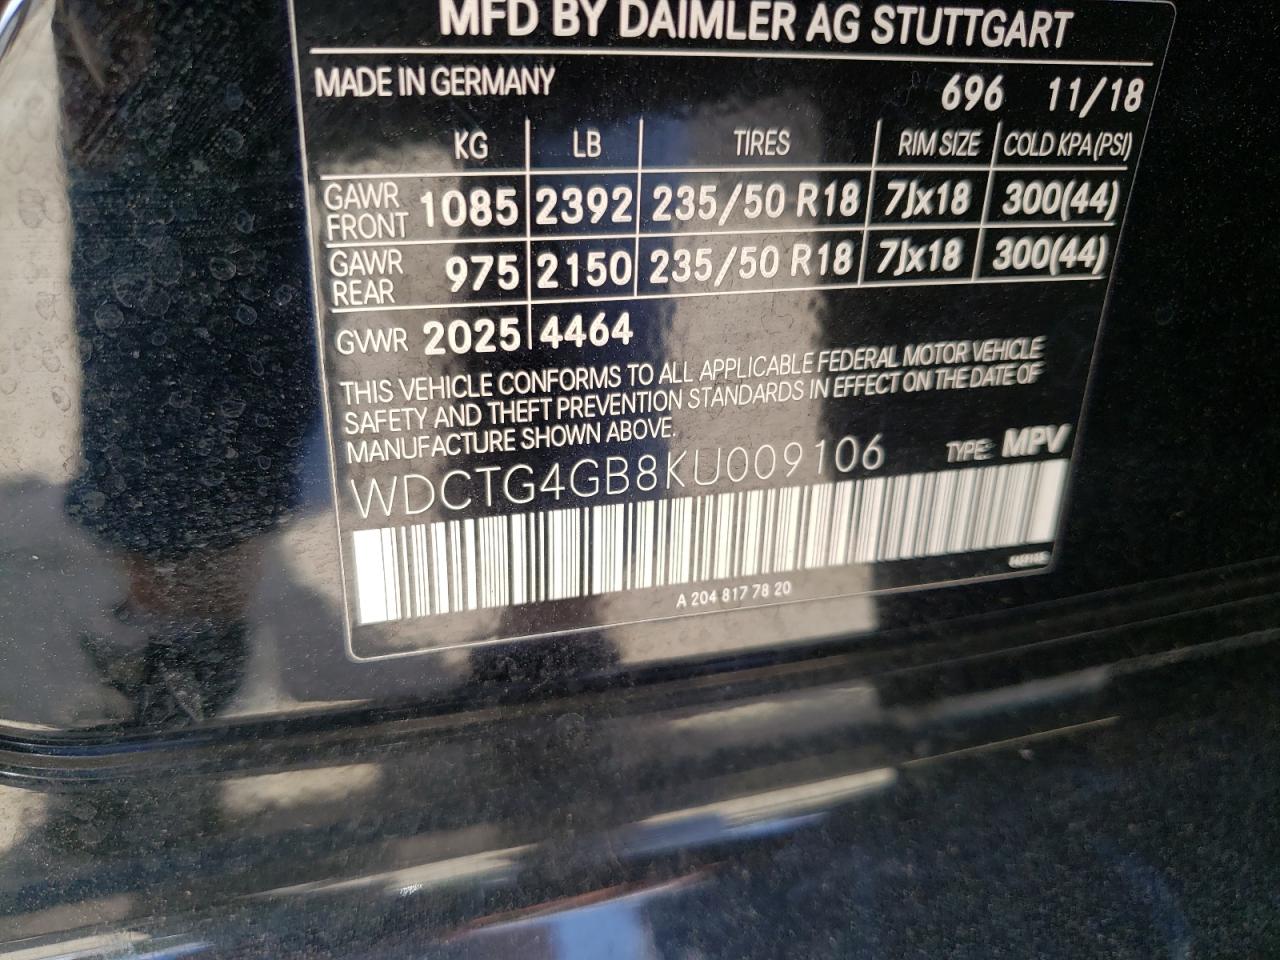 MFD BY DAIMLER AG STUTTGART
MADE IN GERMANY 696 11/18
KG LB TIRES RIM SIZE COLD KPA(PSI)
GAWR FRONT 1085 2392 235/50 R18 7Jx18 300(44)
GAWR REAR 975 2150 235/50 R18 7Jx18 300(44)
GVWR 2025 4464
THIS VEHICLE CONFORMS TO ALL APPLICABLE FEDERAL MOTOR VEHICLE
SAFETY AND THEFT PREVENTION STANDARDS IN EFFECT ON THE DATE OF
MANUFACTURE SHOWN ABOVE.
WDCTG4GB8KU009106 TYPE: MPV
A 204 817 78 20